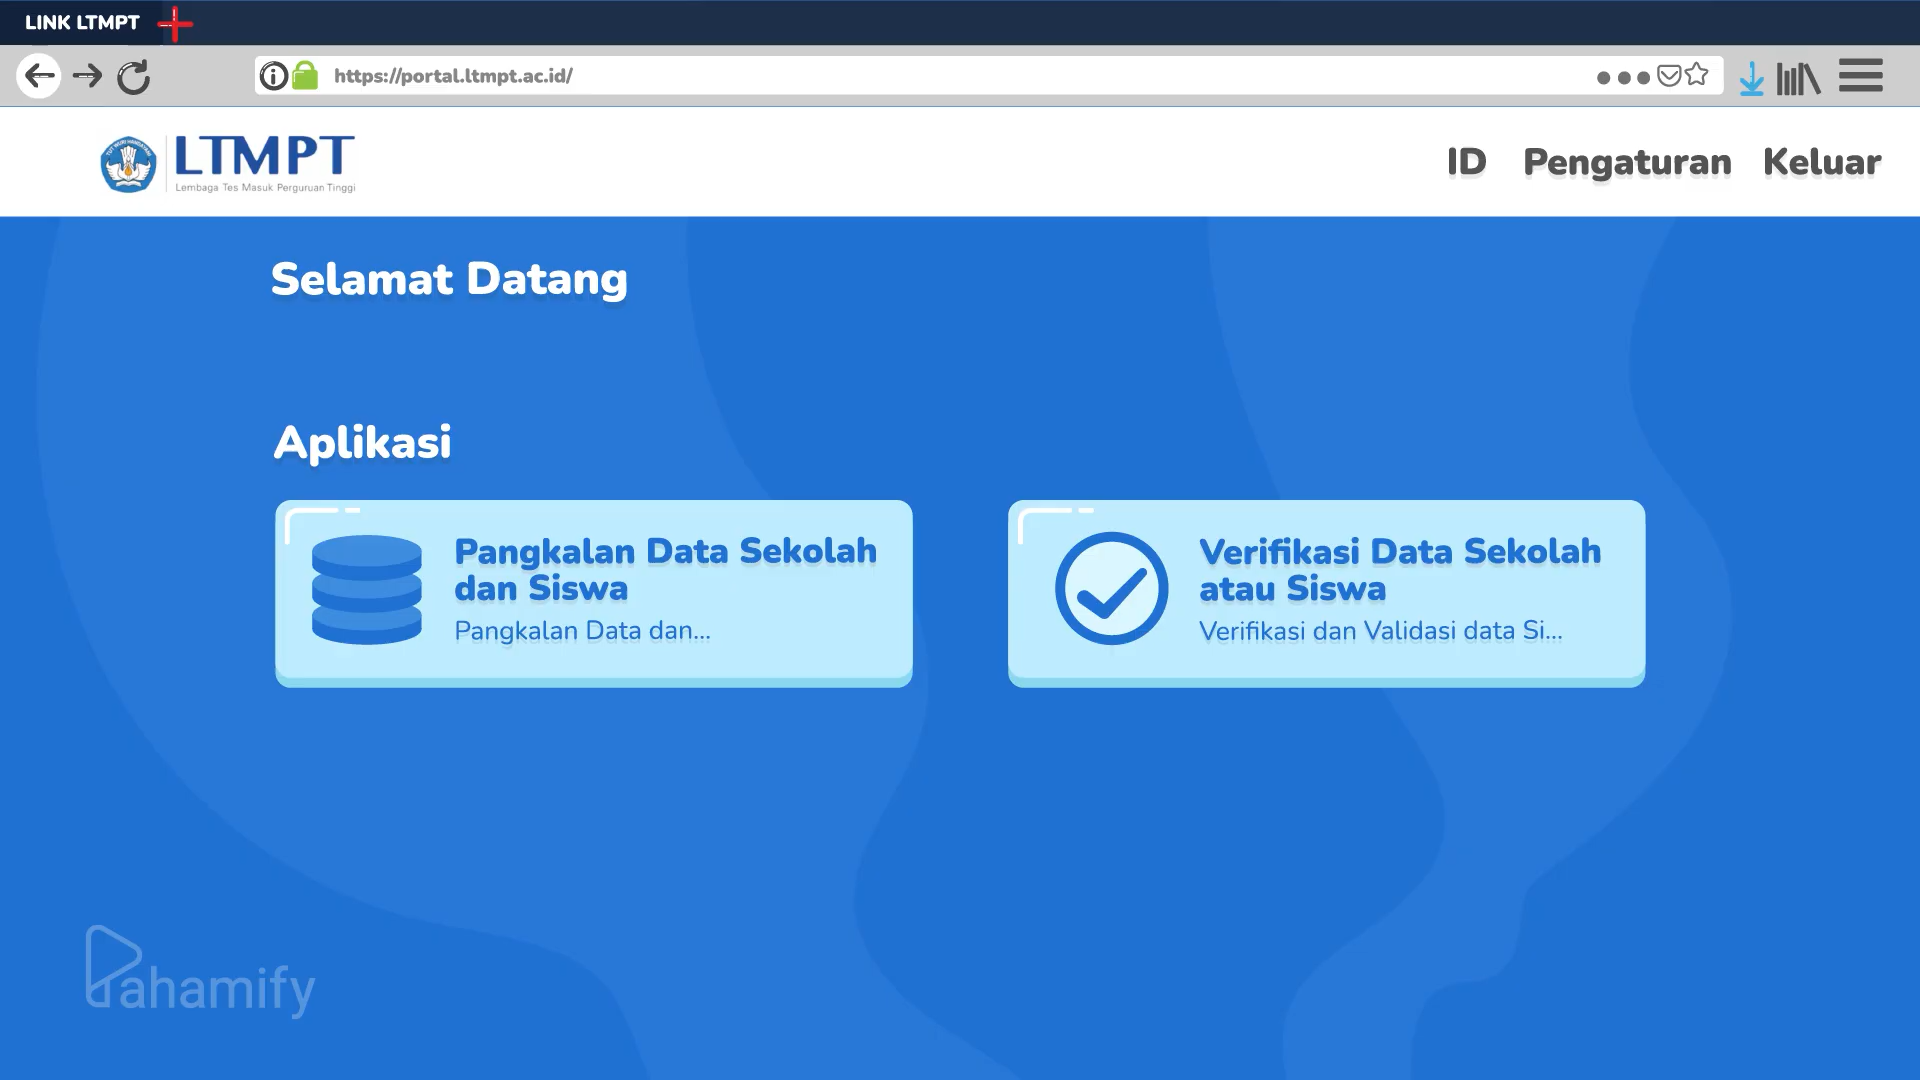 LINK LTMPT
https://portal.ltmpt.ac.id/
LTMPT
Lembaga Tes Masuk Perguruan Tinggi
ID Pengaturan Keluar
Selamat Datang
Aplikasi
Pangkalan Data Sekolah
dan Siswa
Pangkalan Data dan...
Verifikasi Data Sekolah
atau Siswa
Verifikasi dan Validasi data Si...
Pahamify